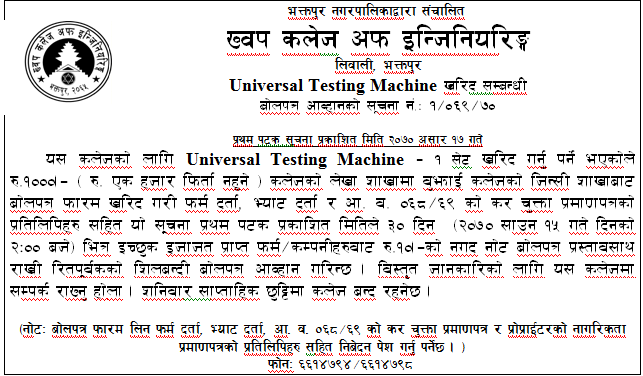 भक्तपुर नगरपालिकाद्वारा संचालित
ख्वप कलेज अफ इन्जिनियरिङ्ग
लिवाली, भक्तपुर
Universal Testing Machine खरिद सम्बन्धी
बोलपत्र आव्हानको सूचना नं.: १/०६९/७०
प्रथम पटक सूचना प्रकाशित मिति २०७० असार १७ गते
यस कलेजको लागि Universal Testing Machine - १ सेट खरिद गर्नु पर्ने भएकोले
रु.१०००।- ( रु. एक हजार फिर्ता नहुने ) कलेजको लेखा शाखामा बुझाई कलेजको जिन्सी शाखाबाट
बोलपत्र फारम खरिद गरी फर्म दर्ता, भ्याट दर्ता र आ. व. ०६८/६९ को कर चुक्ता प्रमाणपत्रको
प्रतिलिपिहरु सहित यो सूचना प्रथम पटक प्रकाशित मितिले ३० दिन (२०७० साउन १५ गते दिनको
२:०० बजे) भित्र इच्छुक इजाजत प्राप्त फर्म/कम्पनीहरुबाट रु.१०।-को नगद नोट बोलपत्र प्रस्तावसाथ
राखी रितपूर्वकको शिलबन्दी बोलपत्र आव्हान गरिन्छ । विस्तृत जानकारिको लागि यस कलेजमा
सम्पर्क राख्नु होला । शनिबार साप्ताहिक छुट्टिमा कलेज बन्द रहनेछ ।
(नोट: बोलपत्र फारम लिन फर्म दर्ता, भ्याट दर्ता, आ. व. ०६८/६९ को कर चुक्ता प्रमाणपत्र र प्रोप्राईटरको नागरिकता
प्रमाणपत्रको प्रतिलिपिहरु सहित निबेदन पेश गर्नु पर्नेछ । )
फोन: ६६१४७९४/६६१४७९८
ख्वप कलेज अफ इन्जिनियरिङ्ग
भक्तपुर, २०६५